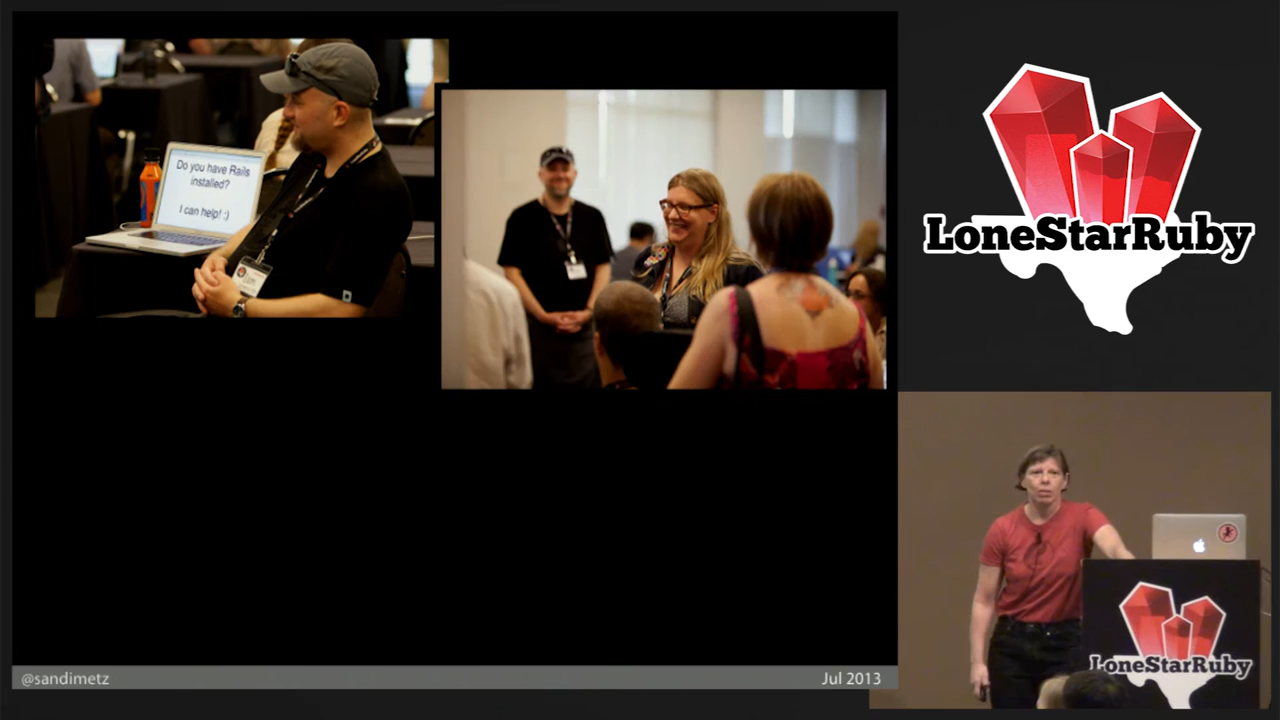 Do you have Rails
installed?
I can help! :)
LoneStarRuby
LoneStarRuby
@sandimetz
Jul 2013